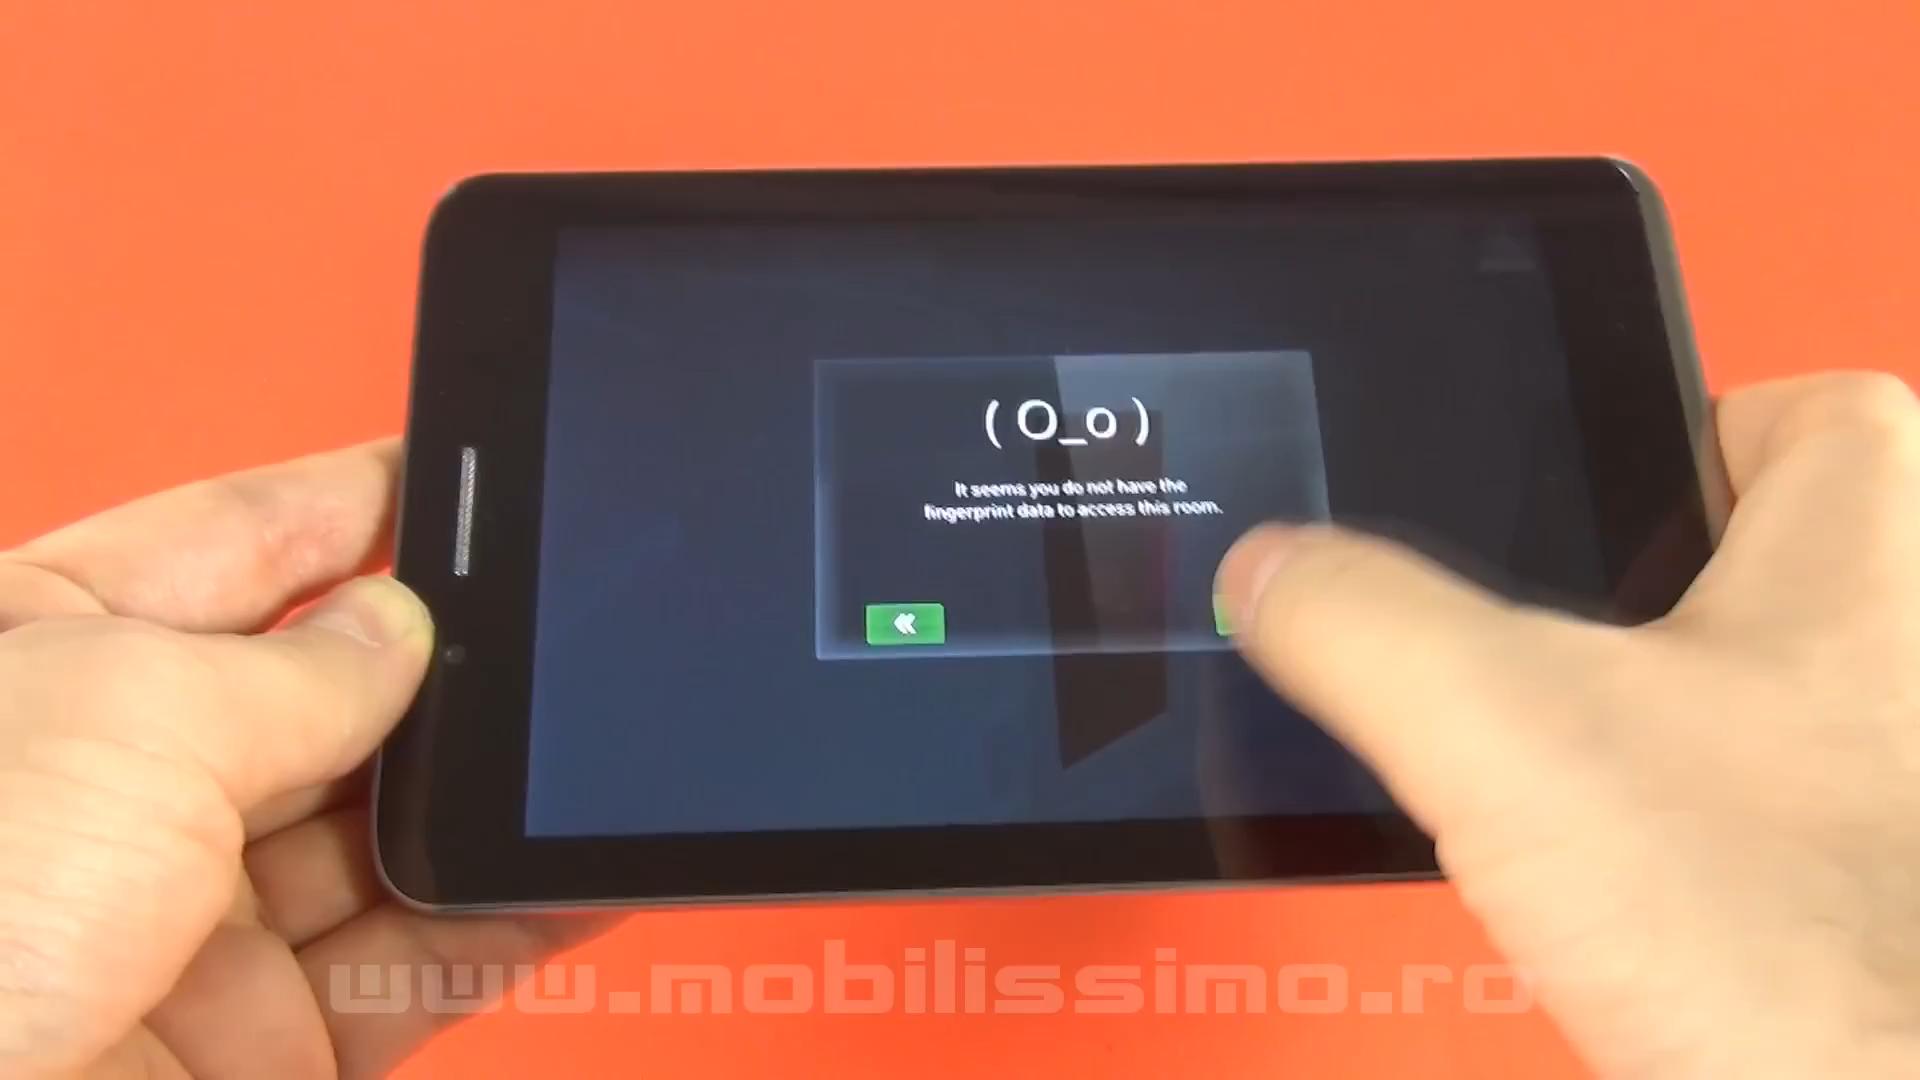 ( O_o )
It seems you do not have the
fingerprint data to access this room.
www.mobilissimo.ro